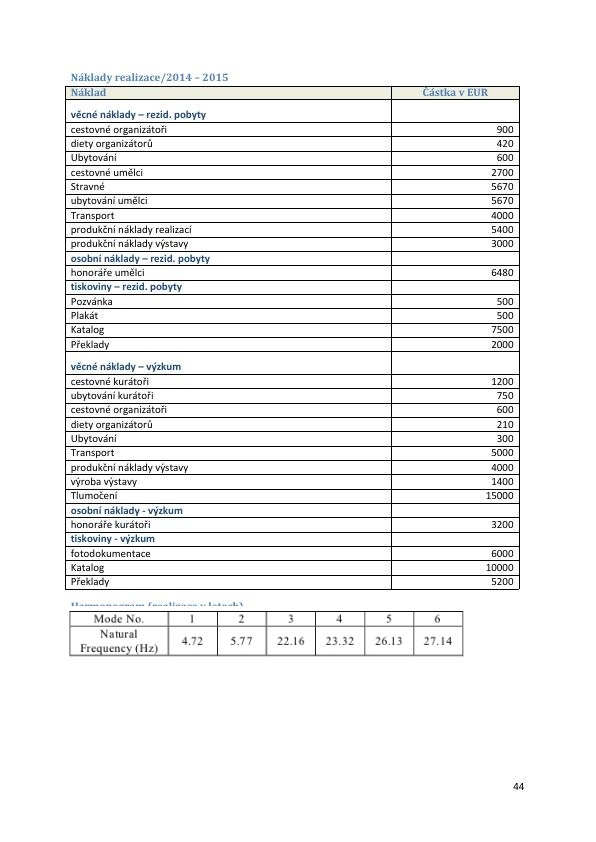 Náklady realizace/2014 – 2015
Náklad Částka v EUR
věcné náklady – rezid. pobyty
cestovné organizátoři 900
diety organizátorů 420
Ubytování 600
cestovné umělci 2700
Stravné 5670
ubytování umělci 5670
Transport 4000
produkční náklady realizací 5400
produkční náklady výstavy 3000
osobní náklady – rezid. pobyty
honoráře umělci 6480
tiskoviny – rezid. pobyty
Pozvánka 500
Plakát 500
Katalog 7500
Překlady 2000
věcné náklady – výzkum
cestovné kurátoři 1200
ubytování kurátoři 750
cestovné organizátoři 600
diety organizátorů 210
Ubytování 300
Transport 5000
produkční náklady výstavy 4000
výroba výstavy 1400
Tlumočení 15000
osobní náklady - výzkum
honoráře kurátoři 3200
tiskoviny - výzkum
fotodokumentace 6000
Katalog 10000
Překlady 5200
Mode No. 1 2 3 4 5 6
Natural
Frequency (Hz) 4.72 5.77 22.16 23.32 26.13 27.14
44